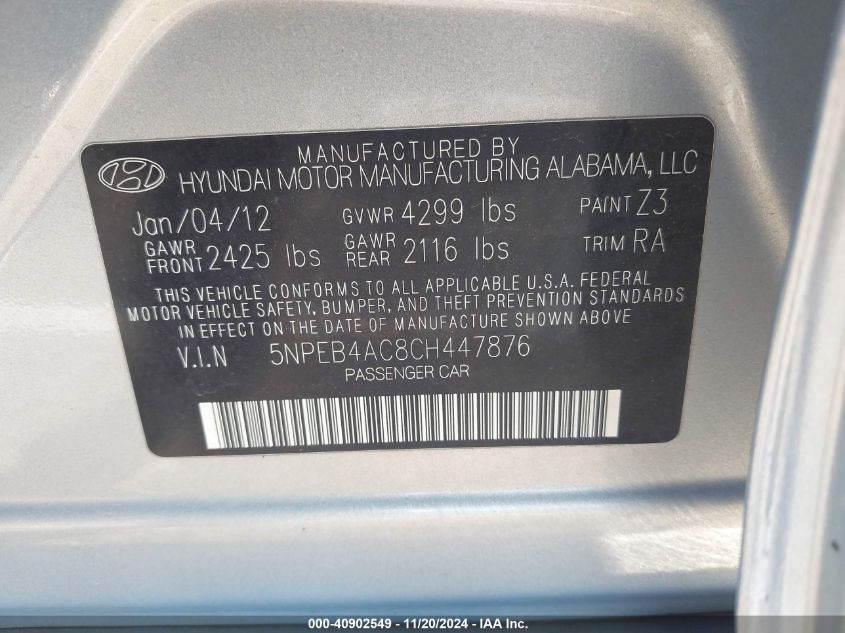 MANUFACTURED BY
HYUNDAI MOTOR MANUFACTURING ALABAMA, LLC
Jan/04/12 GVWR 4299 lbs PAINT Z3
GAWR FRONT 2425 lbs GAWR REAR 2116 lbs TRIM RA
THIS VEHICLE CONFORMS TO ALL APPLICABLE U.S.A. FEDERAL
MOTOR VEHICLE SAFETY, BUMPER, AND THEFT PREVENTION STANDARDS
IN EFFECT ON THE DATE OF MANUFACTURE SHOWN ABOVE
V.I.N 5NPEB4AC8CH447876
PASSENGER CAR
000-40902549 - 11/20/2024 - IAA Inc.